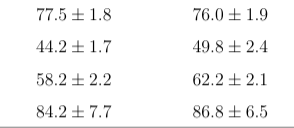 77.5 ± 1.8 76.0 ± 1.9
44.2 ± 1.7 49.8 ± 2.4
58.2 ± 2.2 62.2 ± 2.1
84.2 ± 7.7 86.8 ± 6.5